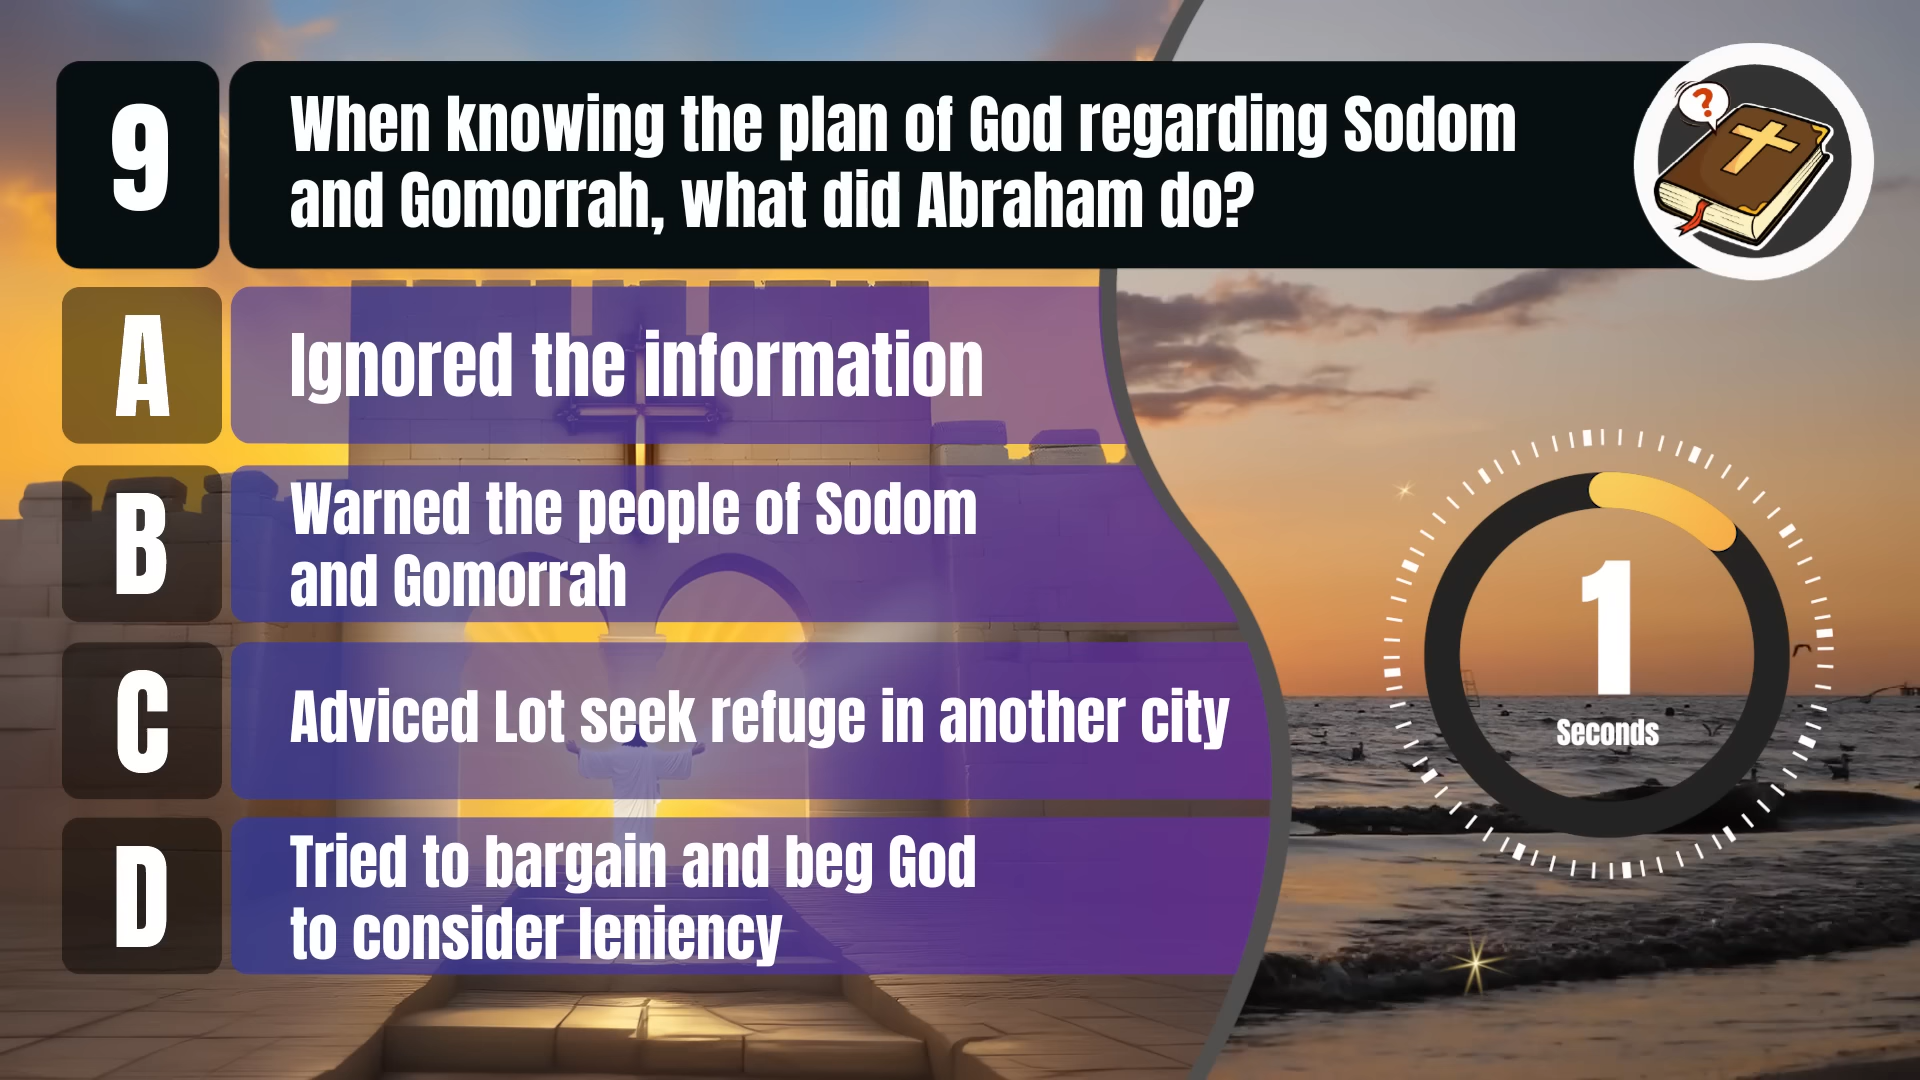 9
When knowing the plan of God regarding Sodom
and Gomorrah, what did Abraham do?
?
A
Ignored the information
B
Warned the people of Sodom
and Gomorrah
C
Adviced Lot seek refuge in another city
D
Tried to bargain and beg God
to consider leniency
1
Seconds